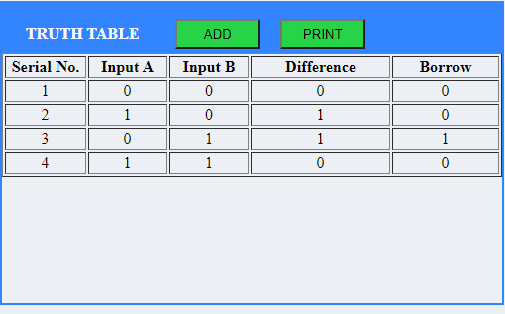 TRUTH TABLE ADD PRINT
Serial No. Input A Input B Difference Borrow
1 0 0 0 0
2 1 0 1 0
3 0 1 1 1
4 1 1 0 0